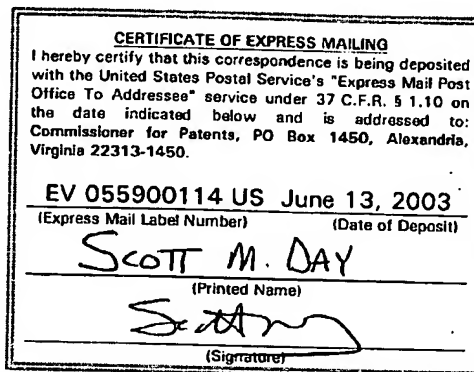 CERTIFICATE OF EXPRESS MAILING
I hereby certify that this correspondence is being deposited
with the United States Postal Service's "Express Mail Post
Office To Addressee" service under 37 C.F.R. § 1.10 on
the date indicated below and is addressed to:
Commissioner for Patents, PO Box 1450, Alexandria,
Virginia 22313-1450.
EV 055900114 US June 13, 2003
(Express Mail Label Number) (Date of Deposit)
SCOTT M. DAY
(Printed Name)
(Signature)